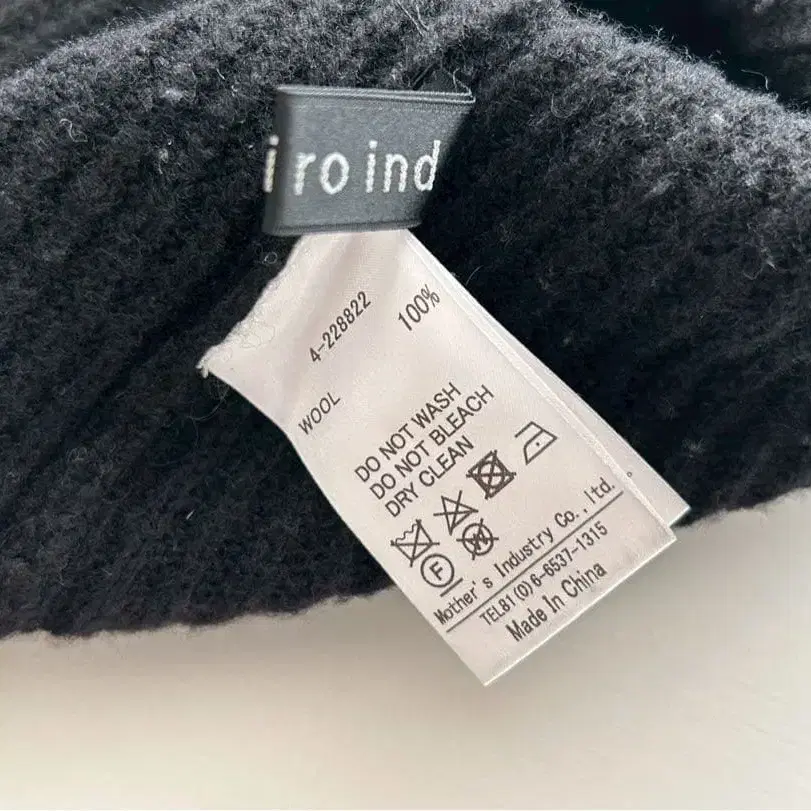 i ro ind
4-228822
WOOL 100%
DO NOT WASH
DO NOT BLEACH
DRY CLEAN
F W
Mother's Industry Co.,ltd.
TEL81(0)6-6537-1315
Made In China